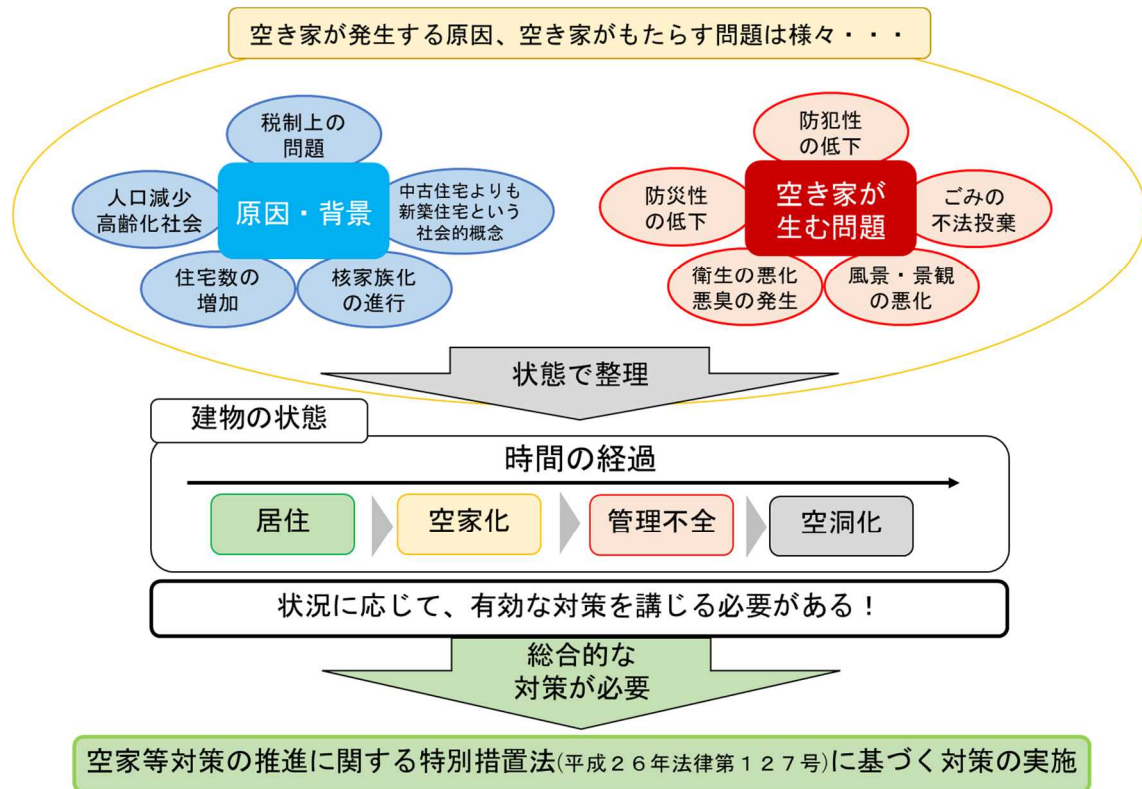 空き家が発生する原因、空き家がもたらす問題は様々・・・
税制上の
問題
人口減少
高齢化社会
原因・背景
中古住宅よりも
新築住宅という
社会的概念
住宅数の
増加
核家族化
の進行
防犯性
の低下
防災性
の低下
空き家が
生む問題
ごみの
不法投棄
衛生の悪化
悪臭の発生
風景・景観
の悪化
状態で整理
建物の状態
時間の経過
居住
空家化
管理不全
空洞化
状況に応じて、有効な対策を講じる必要がある！
総合的な
対策が必要
空家等対策の推進に関する特別措置法(平成２６年法律第１２７号)に基づく対策の実施